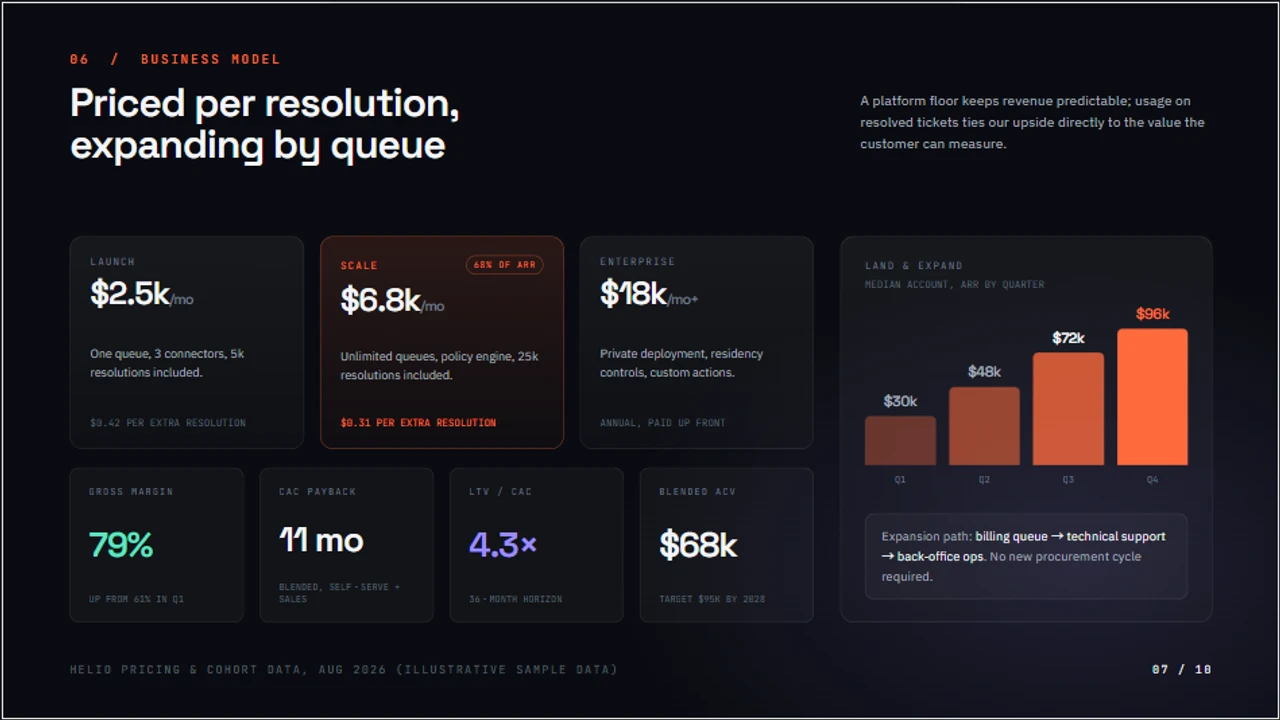 06 / BUSINESS MODEL
Priced per resolution,
expanding by queue
A platform floor keeps revenue predictable; usage on
resolved tickets ties our upside directly to the value the
customer can measure.
LAUNCH
$2.5k/mo
One queue, 3 connectors, 5k
resolutions included.
$0.42 PER EXTRA RESOLUTION
SCALE
68% OF ARR
$6.8k/mo
Unlimited queues, policy engine, 25k
resolutions included.
$0.31 PER EXTRA RESOLUTION
ENTERPRISE
$18k/mo+
Private deployment, residency
controls, custom actions.
ANNUAL, PAID UP FRONT
GROSS MARGIN
79%
UP FROM 61% IN Q1
CAC PAYBACK
11 mo
BLENDED, SELF-SERVE +
SALES
LTV / CAC
4.3×
36-MONTH HORIZON
BLENDED ACV
$68k
TARGET $95K BY 2028
LAND & EXPAND
MEDIAN ACCOUNT, ARR BY QUARTER
$30k
$48k
$72k
$96k
Q1
Q2
Q3
Q4
Expansion path: billing queue → technical support
→ back-office ops. No new procurement cycle
required.
HELIO PRICING & COHORT DATA, AUG 2026 (ILLUSTRATIVE SAMPLE DATA)
07 / 10